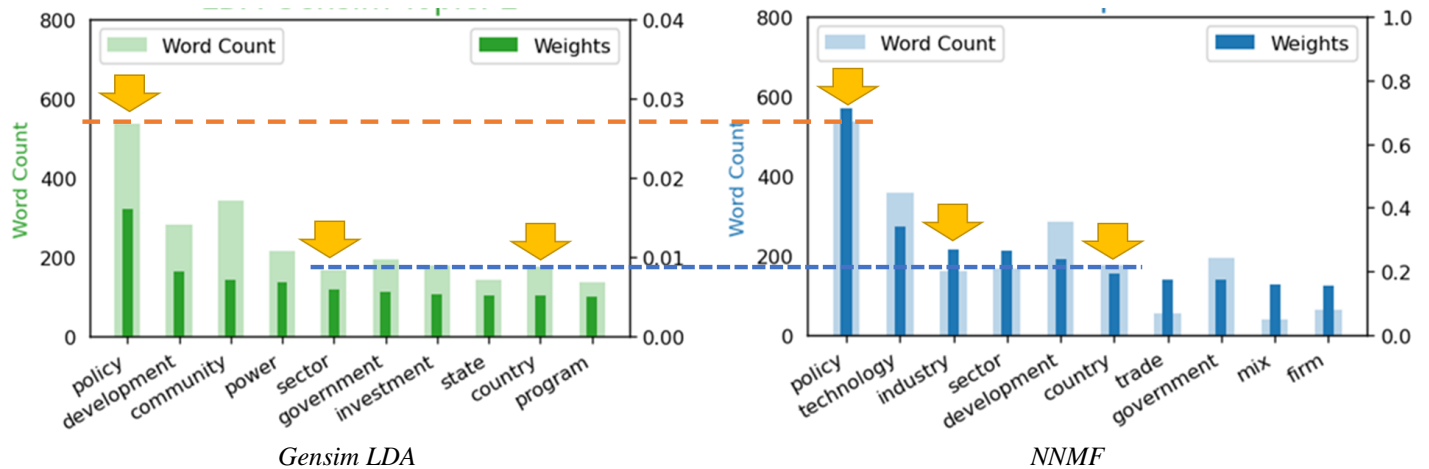 800
600
400
200
0
Word Count
Word Count
Weights
0.04
0.03
0.02
0.01
0.00
policy
development
community
power
sector
government
investment
state
country
program
Gensim LDA
800
600
400
200
0
Word Count
Word Count
Weights
1.0
0.8
0.6
0.4
0.2
0.0
policy
technology
industry
sector
development
country
trade
government
mix
firm
NNMF